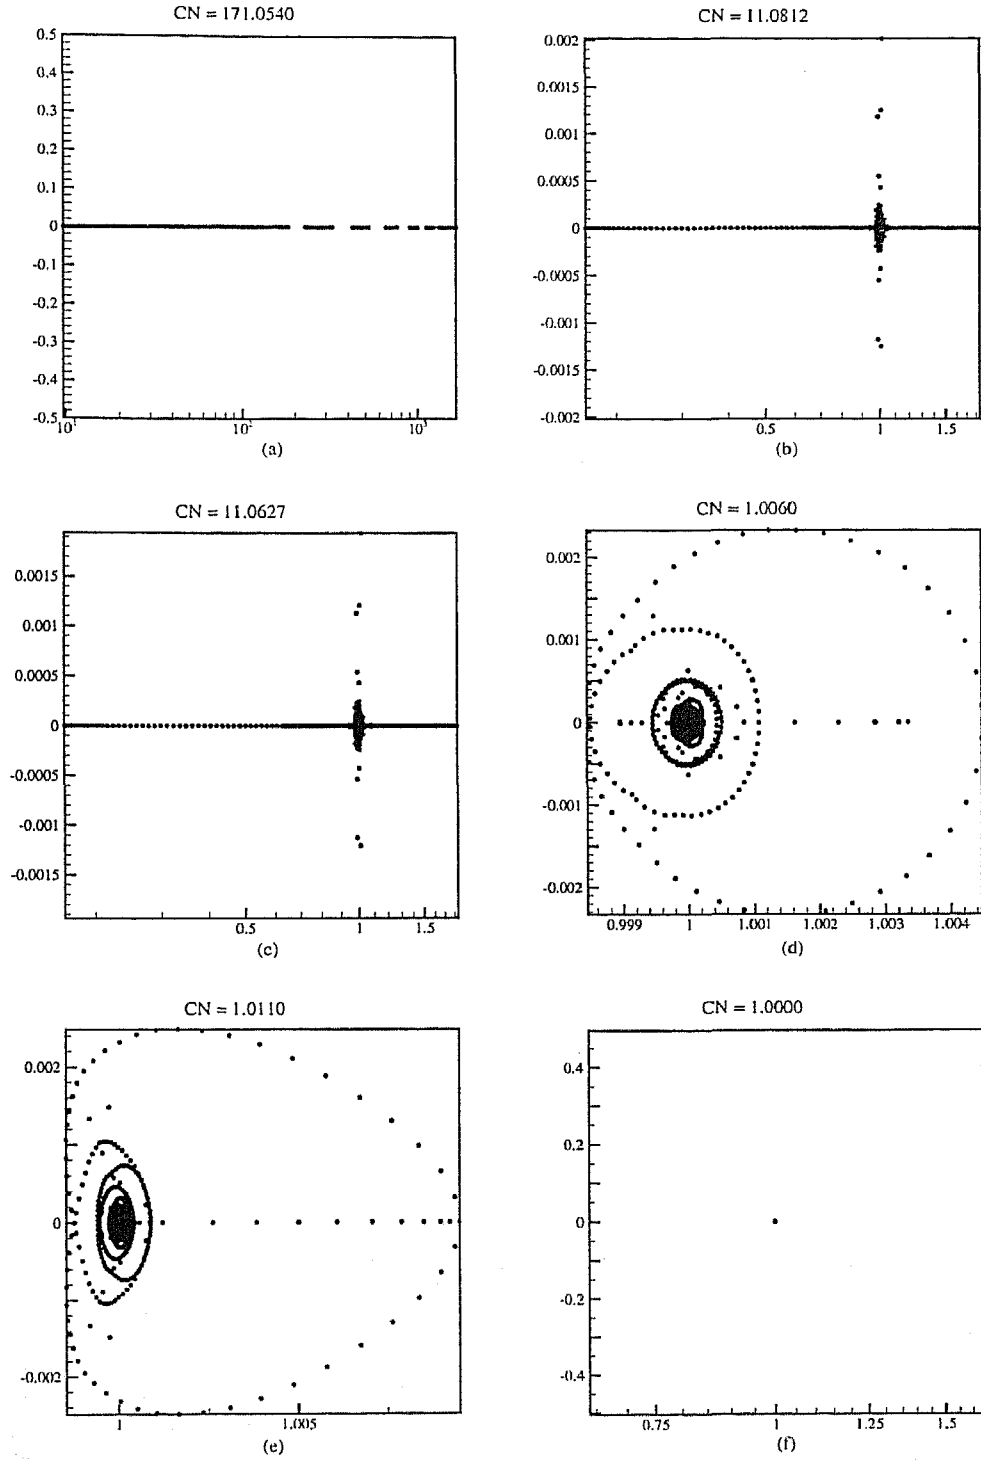 CN = 171.0540
0.5
0.4
0.3
0.2
0.1
0
-0.1
-0.2
-0.3
-0.4
-0.5
10¹ 10² 10³
(a)
CN = 11.0812
0.002
0.0015
0.001
0.0005
0
-0.0005
-0.001
-0.0015
-0.002
0.5 1 1.5
(b)
CN = 11.0627
0.0015
0.001
0.0005
0
-0.0005
-0.001
-0.0015
0.5 1 1.5
(c)
CN = 1.0060
0.002
0.001
0
-0.001
-0.002
0.999 1 1.001 1.002 1.003 1.004
(d)
CN = 1.0110
0.002
0
-0.002
1 1.005
(e)
CN = 1.0000
0.4
0.2
0
-0.2
-0.4
0.75 1 1.25 1.5
(f)